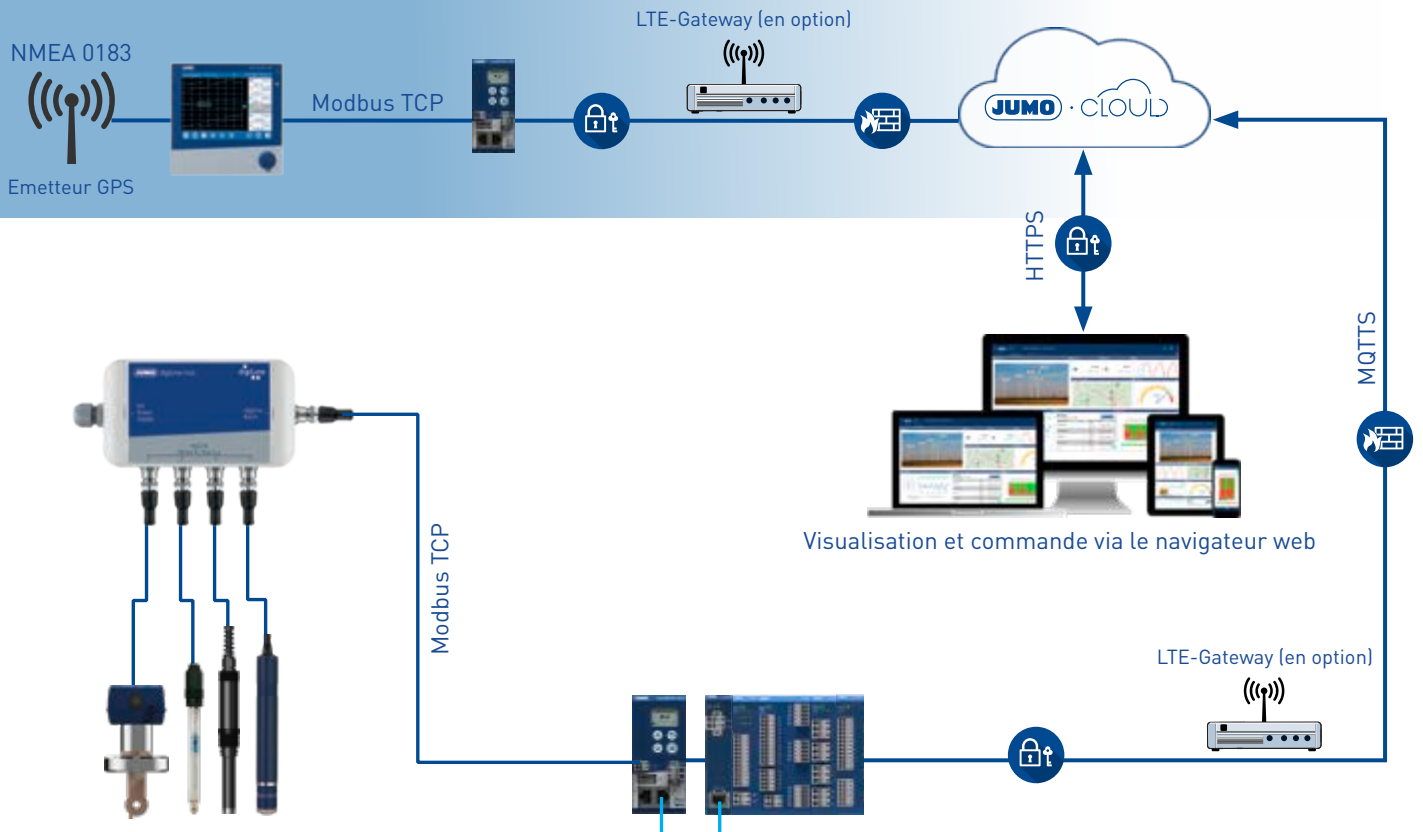 LTE-Gateway (en option)
NMEA 0183
Modbus TCP
JUMO · CLOUD
Emetteur GPS
HTTPS
MQTTS
JUMO
Visualisation et commande via le navigateur web
Modbus TCP
LTE-Gateway (en option)